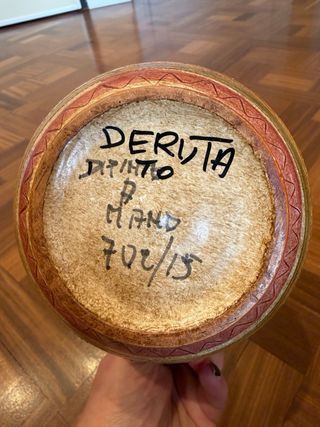 DERUTA
DIPINTO
A
MANO
702/15